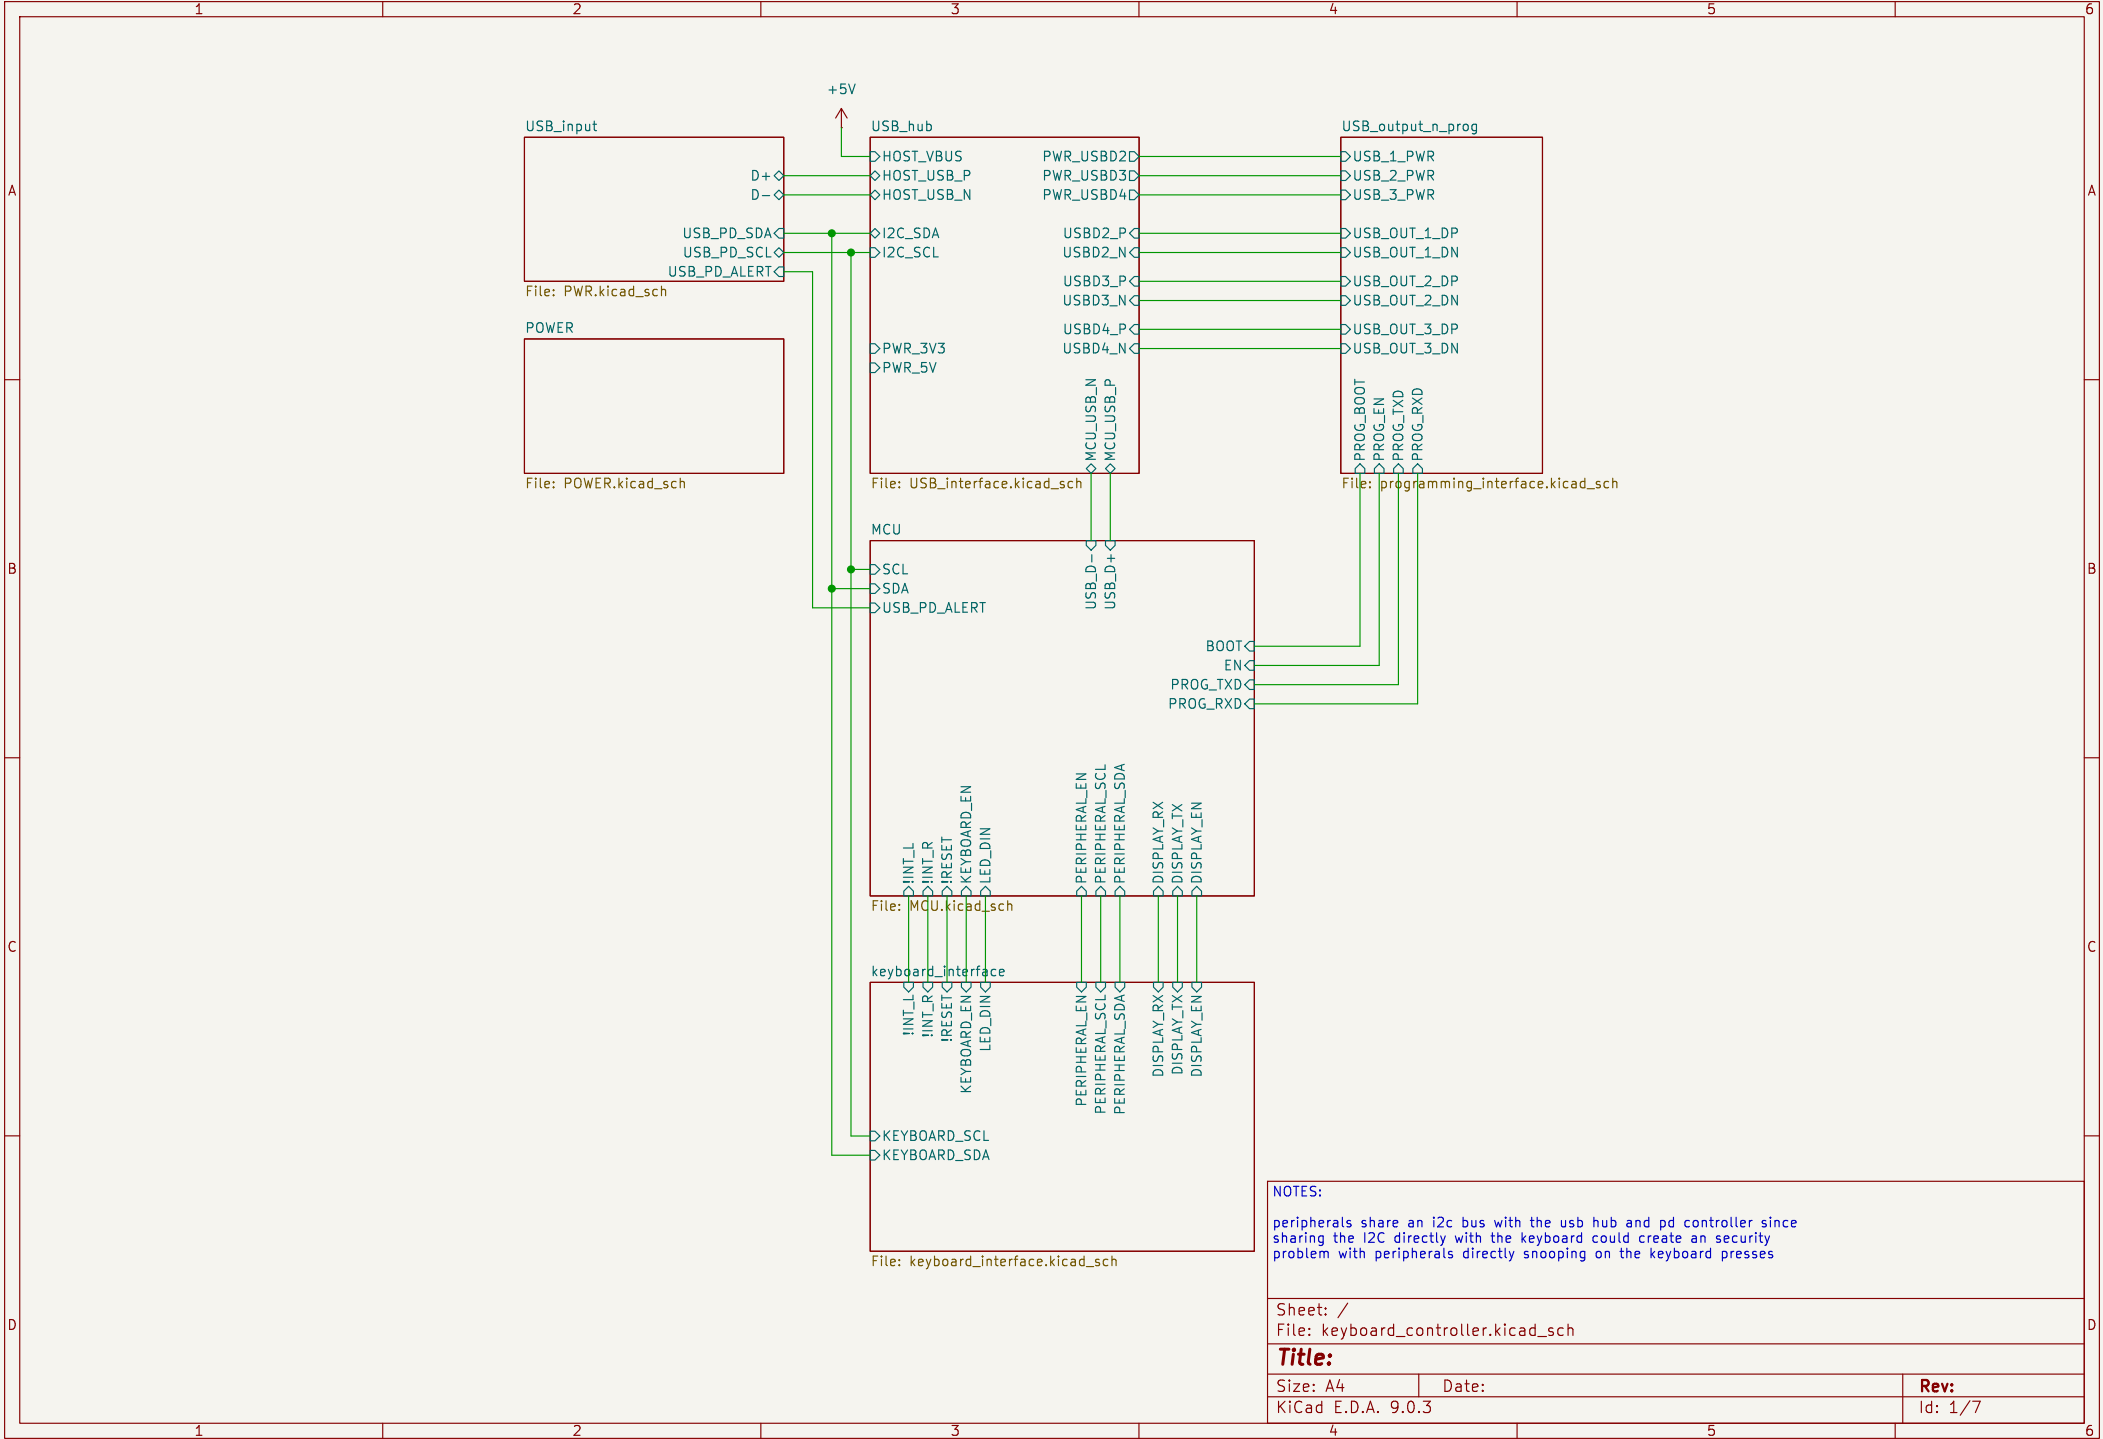 1 2 3 4 5 6
A
B
C
D
A
B
C
D
1 2 3 4 5 6
+5V
USB_input
D+
D-
USB_PD_SDA
USB_PD_SCL
USB_PD_ALERT
File: PWR.kicad_sch
POWER
File: POWER.kicad_sch
USB_hub
HOST_VBUS
HOST_USB_P
HOST_USB_N
I2C_SDA
I2C_SCL
PWR_3V3
PWR_5V
PWR_USBD2
PWR_USBD3
PWR_USBD4
USBD2_P
USBD2_N
USBD3_P
USBD3_N
USBD4_P
USBD4_N
MCU_USB_N
MCU_USB_P
File: USB_interface.kicad_sch
USB_output_n_prog
USB_1_PWR
USB_2_PWR
USB_3_PWR
USB_OUT_1_DP
USB_OUT_1_DN
USB_OUT_2_DP
USB_OUT_2_DN
USB_OUT_3_DP
USB_OUT_3_DN
PROG_BOOT
PROG_EN
PROG_TXD
PROG_RXD
File: programming_interface.kicad_sch
MCU
SCL
SDA
USB_PD_ALERT
USB_D-
USB_D+
BOOT
EN
PROG_TXD
PROG_RXD
!INT_L
!INT_R
!RESET
KEYBOARD_EN
LED_DIN
PERIPHERAL_EN
PERIPHERAL_SCL
PERIPHERAL_SDA
DISPLAY_RX
DISPLAY_TX
DISPLAY_EN
File: MCU.kicad_sch
keyboard_interface
!INT_L
!INT_R
!RESET
KEYBOARD_EN
LED_DIN
PERIPHERAL_EN
PERIPHERAL_SCL
PERIPHERAL_SDA
DISPLAY_RX
DISPLAY_TX
DISPLAY_EN
KEYBOARD_SCL
KEYBOARD_SDA
File: keyboard_interface.kicad_sch
NOTES:
peripherals share an i2c bus with the usb hub and pd controller since
sharing the I2C directly with the keyboard could create an security
problem with peripherals directly snooping on the keyboard presses
Sheet: /
File: keyboard_controller.kicad_sch
Title:
Size: A4 Date: Rev:
KiCad E.D.A. 9.0.3 Id: 1/7